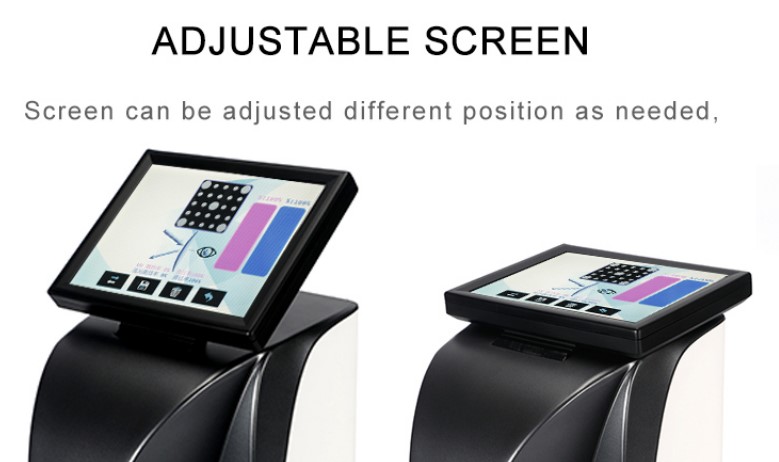 ADJUSTABLE SCREEN
Screen can be adjusted different position as needed,